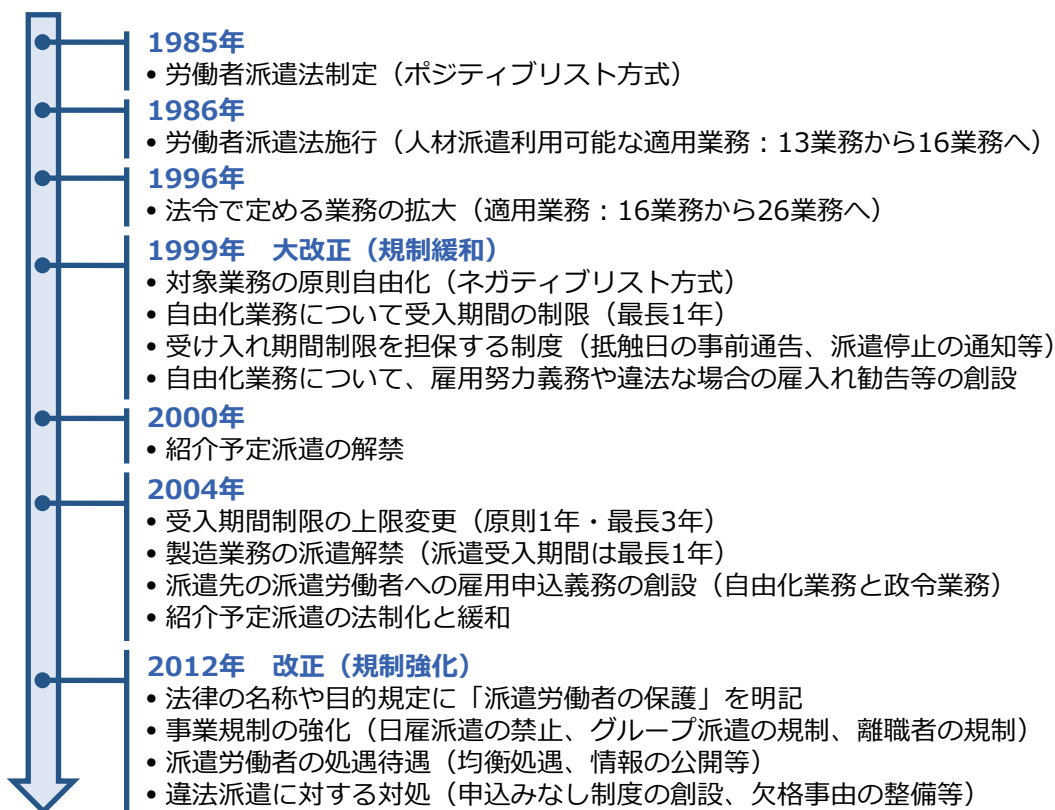 1985年
• 労働者派遣法制定（ポジティブリスト方式）
1986年
• 労働者派遣法施行（人材派遣利用可能な適用業務：13業務から16業務へ）
1996年
• 法令で定める業務の拡大（適用業務：16業務から26業務へ）
1999年　大改正（規制緩和）
• 対象業務の原則自由化（ネガティブリスト方式）
• 自由化業務について受入期間の制限（最長1年）
• 受け入れ期間制限を担保する制度（抵触日の事前通告、派遣停止の通知等）
• 自由化業務について、雇用努力義務や違法な場合の雇入れ勧告等の創設
2000年
• 紹介予定派遣の解禁
2004年
• 受入期間制限の上限変更（原則1年・最長3年）
• 製造業務の派遣解禁（派遣受入期間は最長1年）
• 派遣先の派遣労働者への雇用申込義務の創設（自由化業務と政令業務）
• 紹介予定派遣の法制化と緩和
2012年　改正（規制強化）
• 法律の名称や目的規定に「派遣労働者の保護」を明記
• 事業規制の強化（日雇派遣の禁止、グループ派遣の規制、離職者の規制）
• 派遣労働者の処遇待遇（均衡処遇、情報の公開等）
• 違法派遣に対する対処（申込みなし制度の創設、欠格事由の整備等）